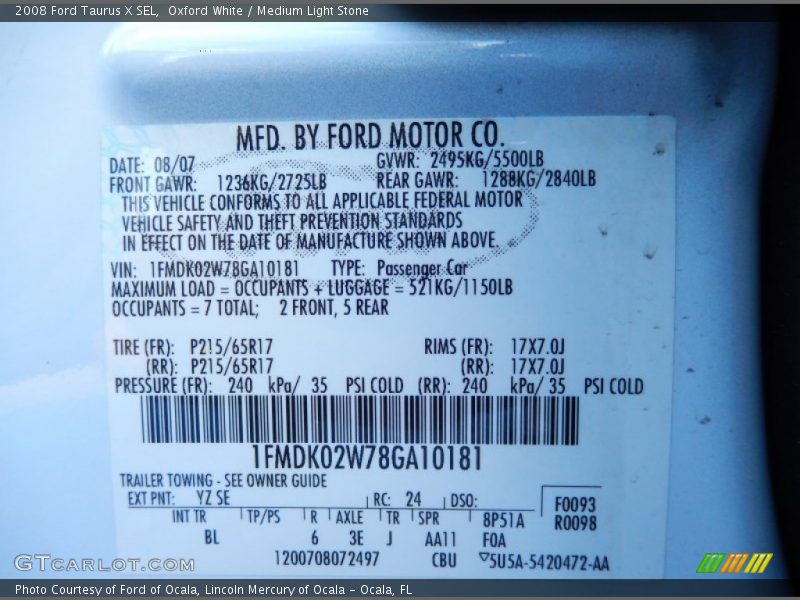 2008 Ford Taurus X SEL,  Oxford White / Medium Light Stone
MFD. BY FORD MOTOR CO.
DATE: 08/07 GVWR: 2495KG/5500LB
FRONT GAWR: 1236KG/2725LB REAR GAWR: 1288KG/2840LB
THIS VEHICLE CONFORMS TO ALL APPLICABLE FEDERAL MOTOR
VEHICLE SAFETY AND THEFT PREVENTION STANDARDS
IN EFFECT ON THE DATE OF MANUFACTURE SHOWN ABOVE.
VIN: 1FMDK02W78GA10181 TYPE: Passenger Car
MAXIMUM LOAD = OCCUPANTS + LUGGAGE = 521KG/1150LB
OCCUPANTS = 7 TOTAL; 2 FRONT, 5 REAR
TIRE (FR): P215/65R17 RIMS (FR): 17X7.0J
(RR): P215/65R17 (RR): 17X7.0J
PRESSURE (FR): 240 kPa/ 35 PSI COLD (RR): 240 kPa/ 35 PSI COLD
1FMDK02W78GA10181
TRAILER TOWING - SEE OWNER GUIDE
EXT PNT: YZ SE RC: 24 DSO: F0093
INT TR TP/PS R AXLE TR SPR 8P51A R0098
BL 6 3E J AA11 F0A
1200708072497 CBU 5U5A-5420472-AA
GTCARLOT.COM
Photo Courtesy of Ford of Ocala, Lincoln Mercury of Ocala – Ocala, FL